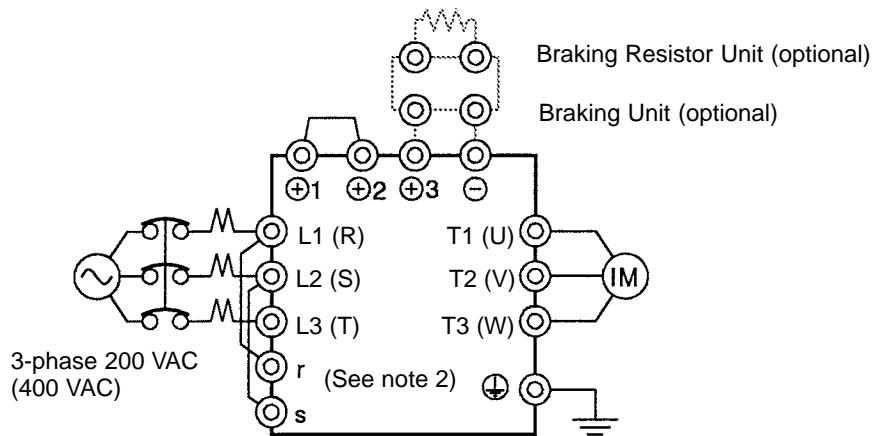 Braking Resistor Unit (optional)
Braking Unit (optional)
⊕1 ⊕2 ⊕3 ⊖
L1 (R) T1 (U)
L2 (S) T2 (V) IM
L3 (T) T3 (W)
3-phase 200 VAC
(400 VAC)
r (See note 2)
s